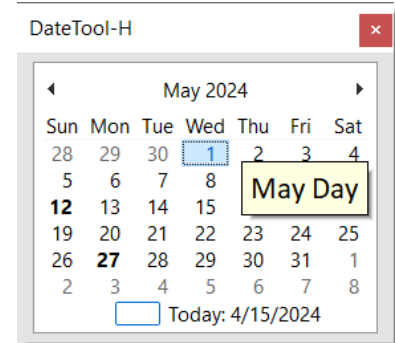 DateTool-H
May 2024
Sun Mon Tue Wed Thu Fri Sat
28 29 30 1 2 3 4
5 6 7 8
May Day
12 13 14 15
19 20 21 22 23 24 25
26 27 28 29 30 31 1
2 3 4 5 6 7 8
Today: 4/15/2024